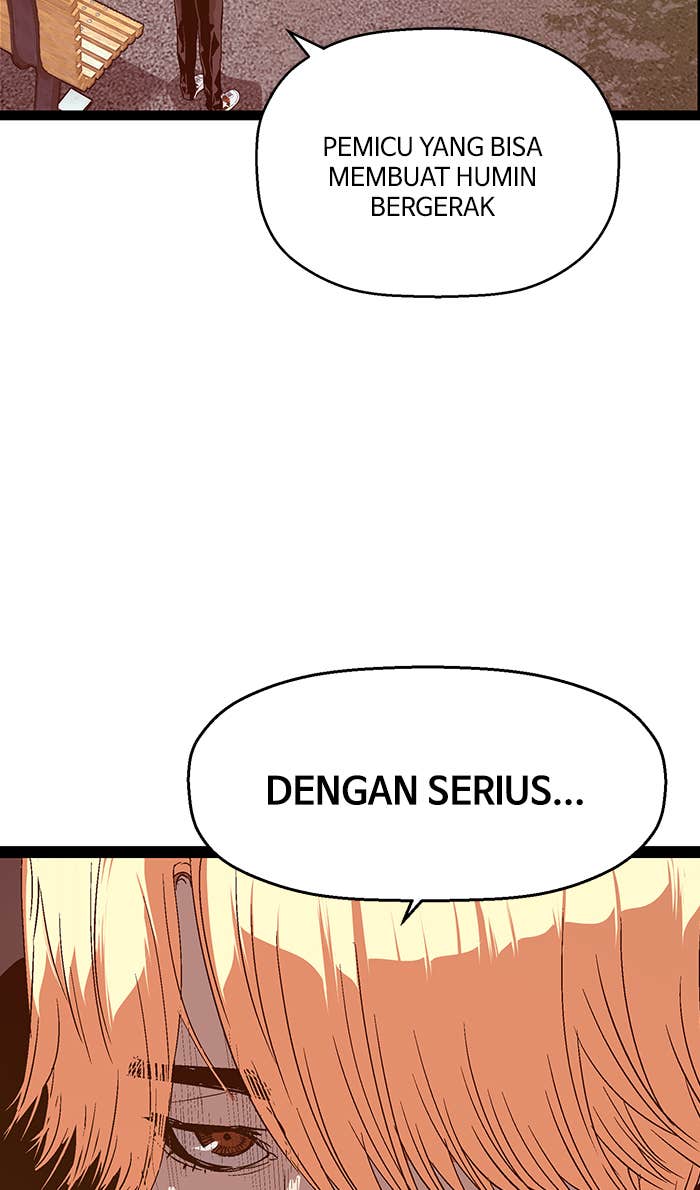 PEMICU YANG BISA
MEMBUAT HUMIN
BERGERAK
DENGAN SERIUS...